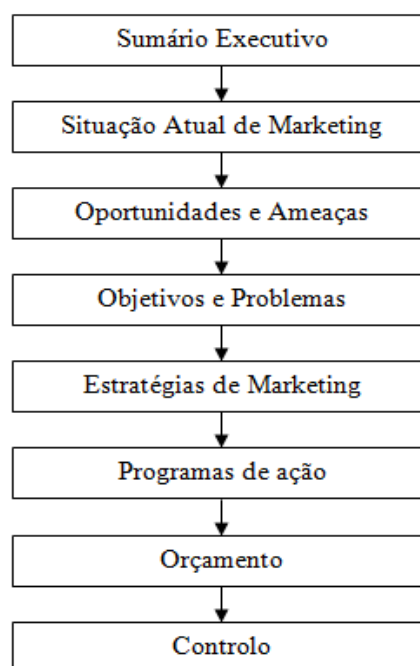 Sumário Executivo
Situação Atual de Marketing
Oportunidades e Ameaças
Objetivos e Problemas
Estratégias de Marketing
Programas de ação
Orçamento
Controlo